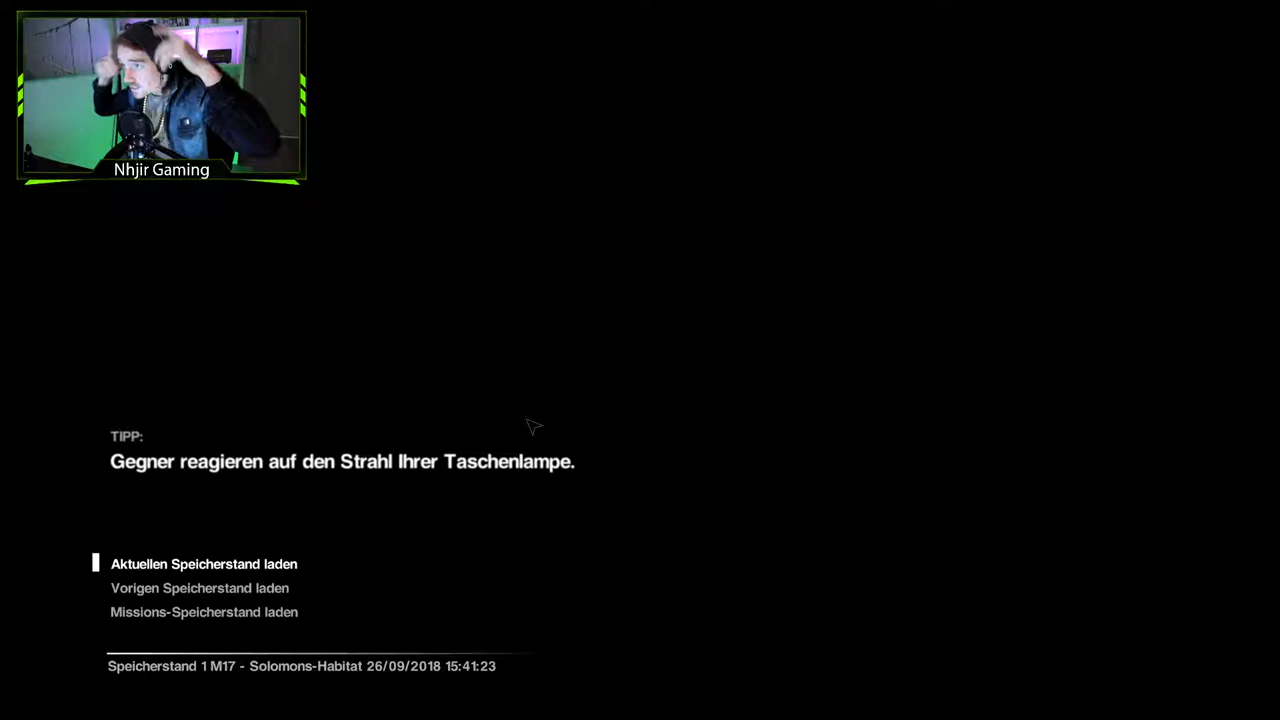 Nhjir Gaming
TIPP:
Gegner reagieren auf den Strahl Ihrer Taschenlampe.
Aktuellen Speicherstand laden
Vorigen Speicherstand laden
Missions-Speicherstand laden
Speicherstand 1 M17 - Solomons-Habitat 26/09/2018 15:41:23